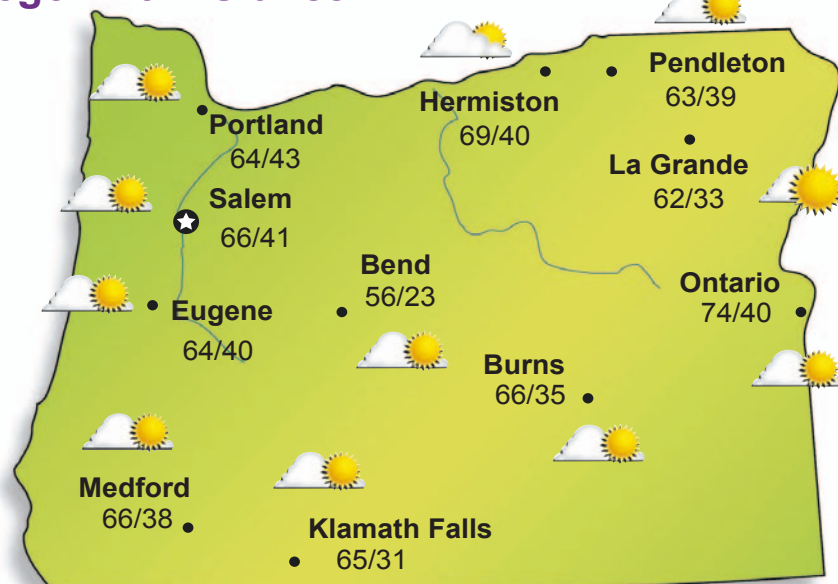 Pendleton
63/39
Hermiston
69/40
Portland
64/43
La Grande
62/33
Salem
66/41
Bend
56/23
Ontario
74/40
Eugene
64/40
Burns
66/35
Medford
66/38
Klamath Falls
65/31